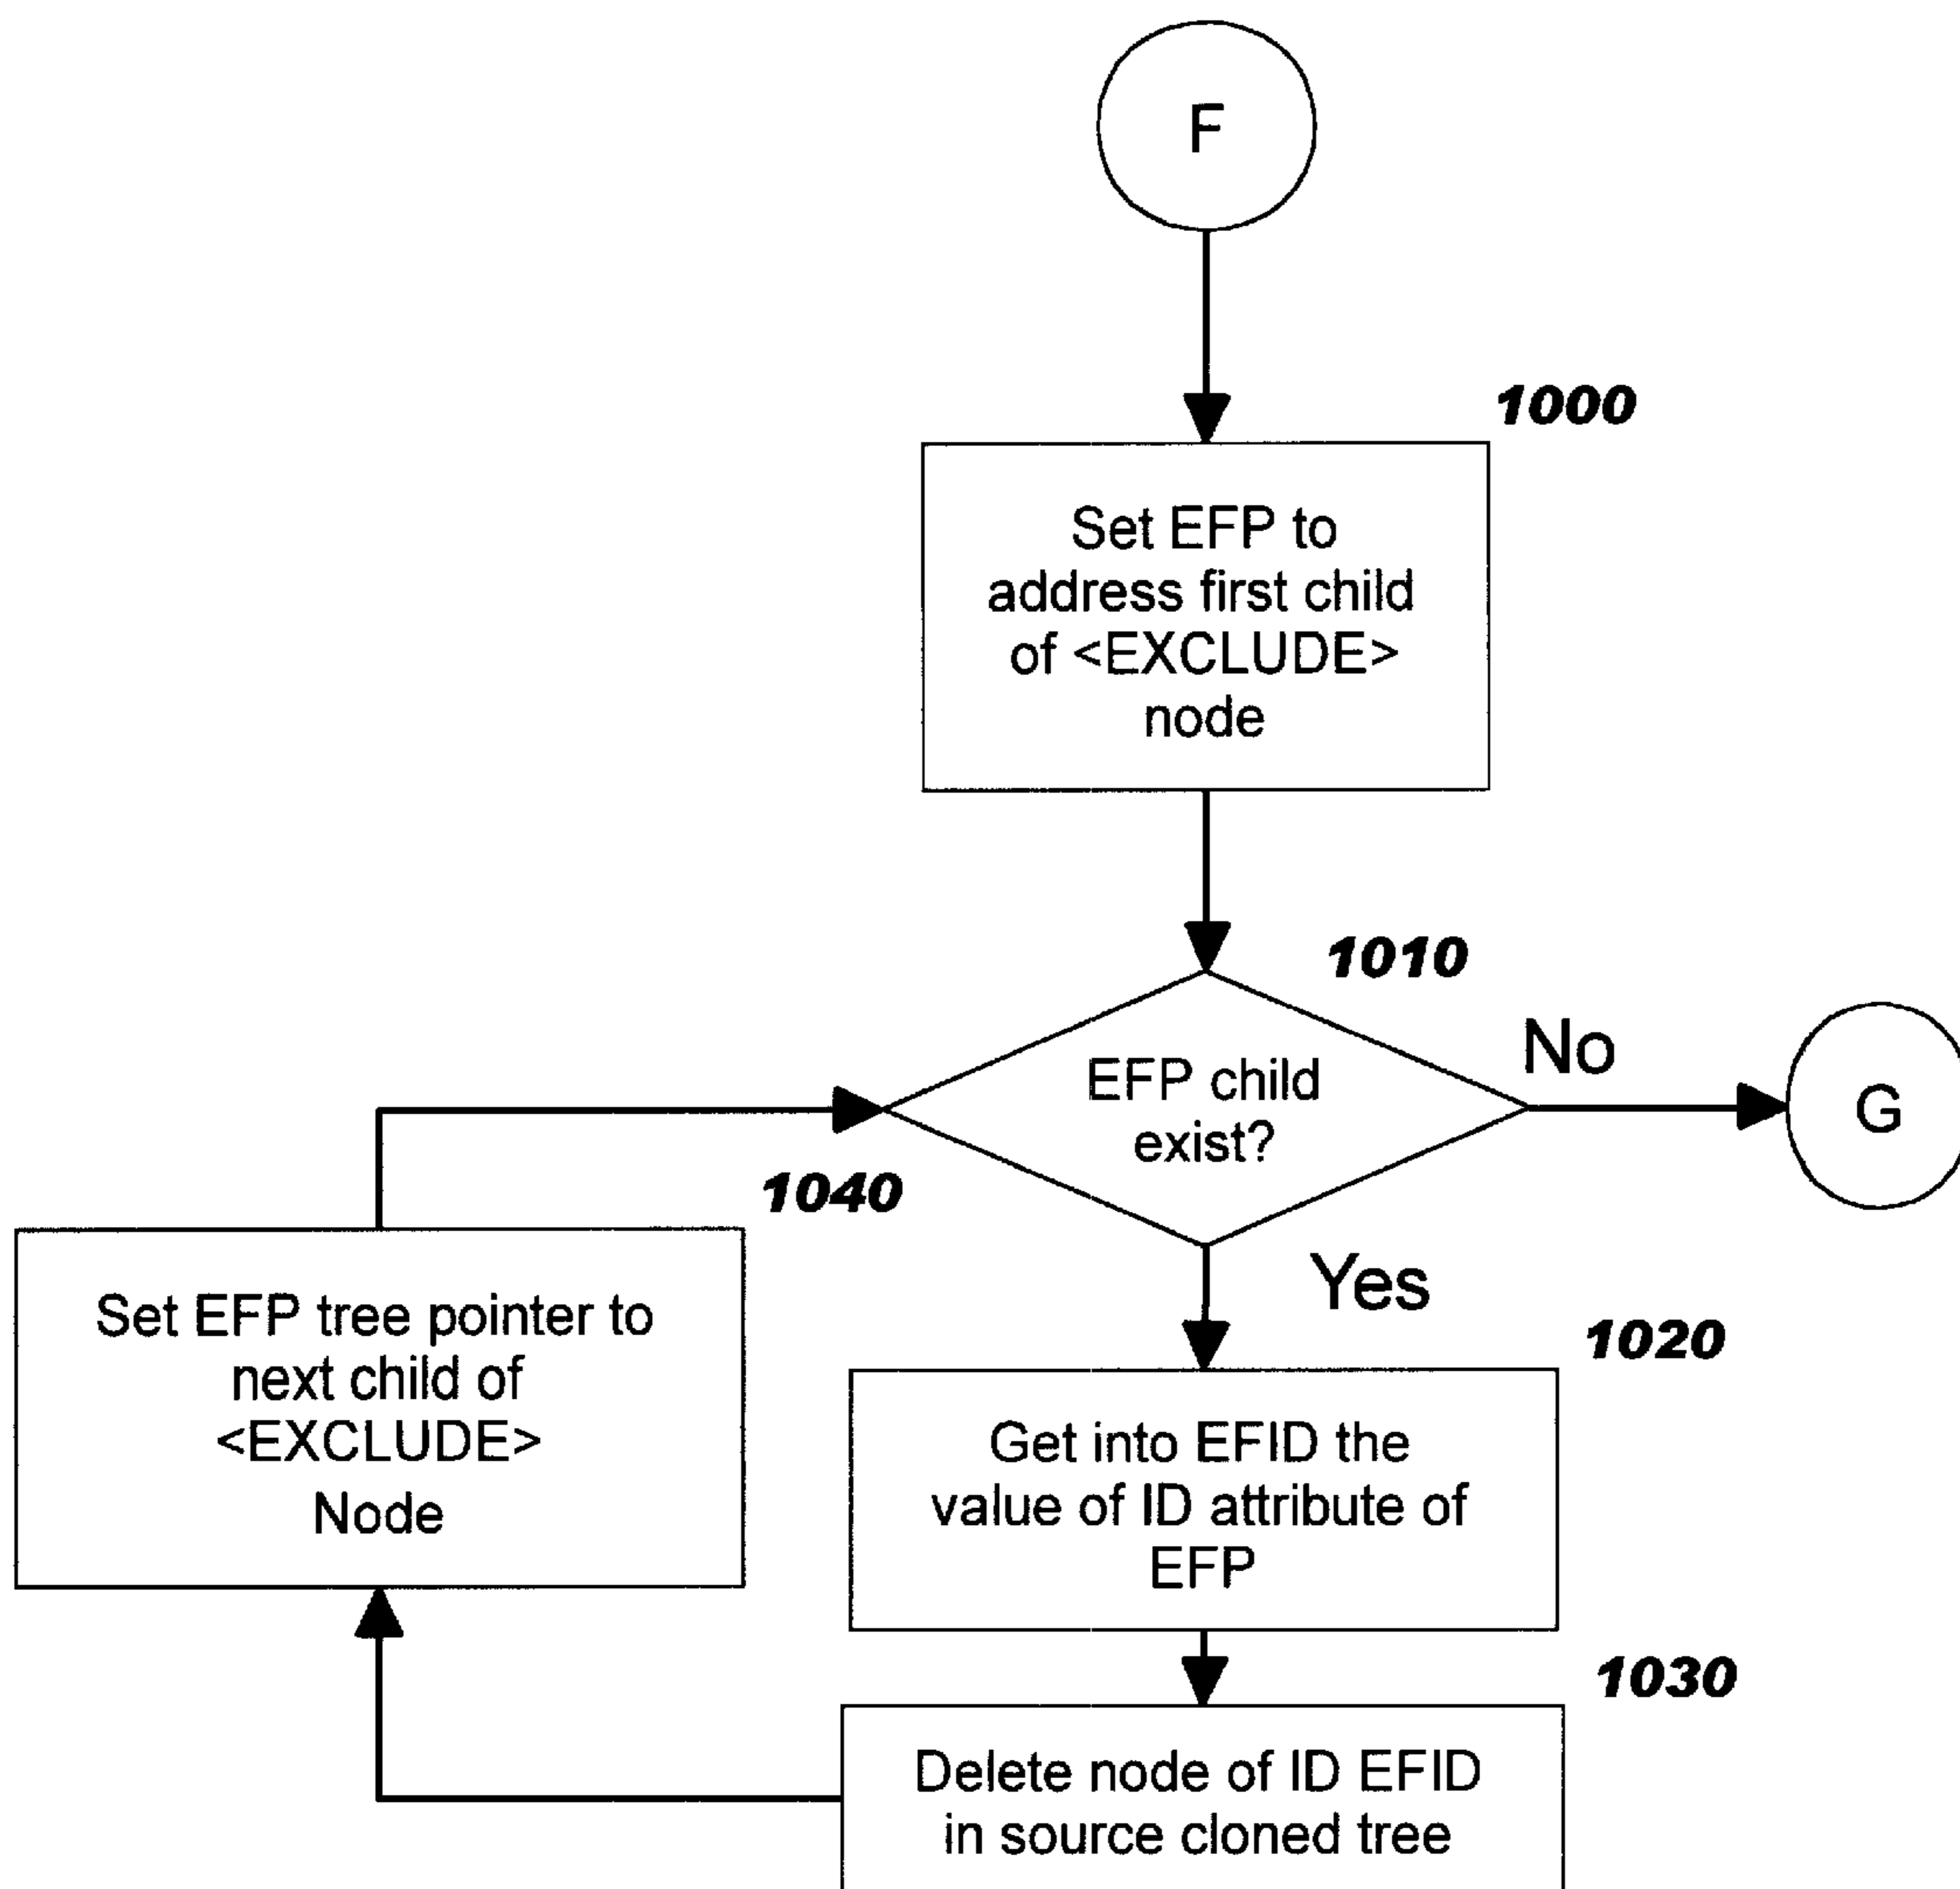 F
1000
Set EFP to
address first child
of <EXCLUDE>
node
1010
EFP child
exist?
No
G
Yes
1040
Set EFP tree pointer to
next child of
<EXCLUDE>
Node
1020
Get into EFID the
value of ID attribute of
EFP
1030
Delete node of ID EFID
in source cloned tree